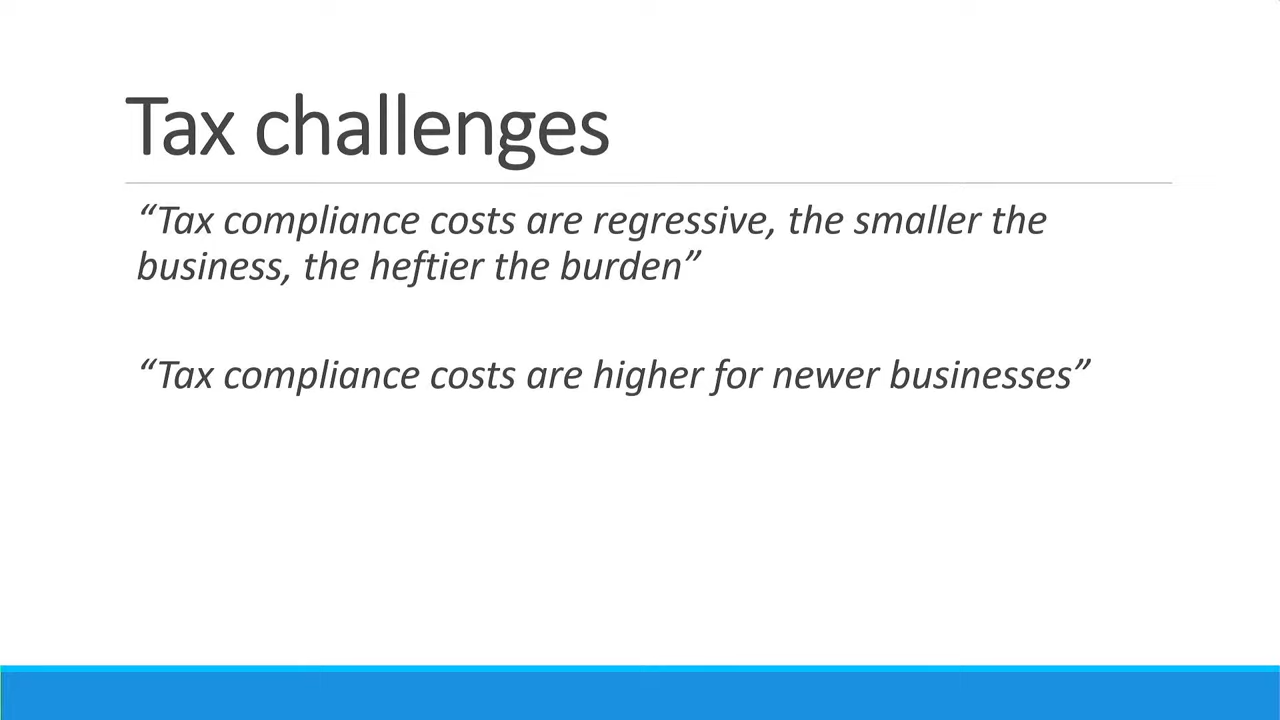 Tax challenges
“Tax compliance costs are regressive, the smaller the
business, the heftier the burden”
“Tax compliance costs are higher for newer businesses”